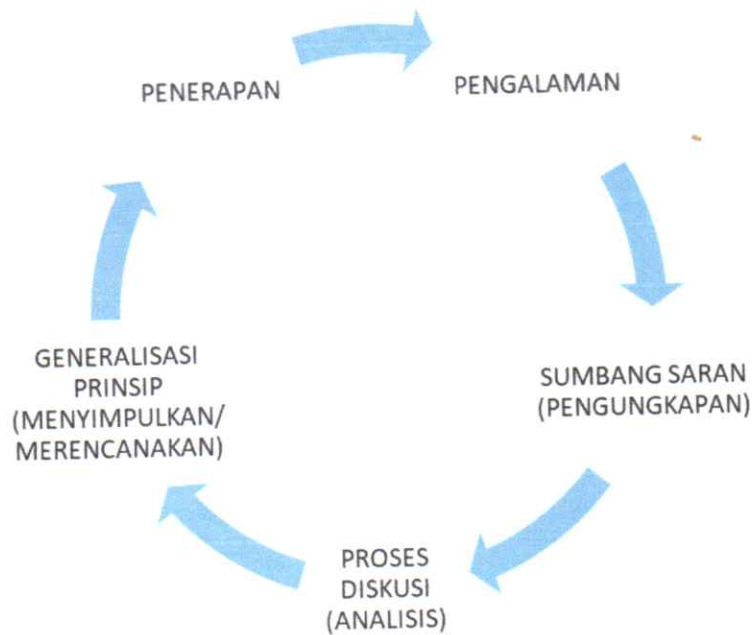 PENERAPAN
PENGALAMAN
SUMBANG SARAN
(PENGUNGKAPAN)
PROSES
DISKUSI
(ANALISIS)
GENERALISASI
PRINSIP
(MENYIMPULKAN/
MERENCANAKAN)